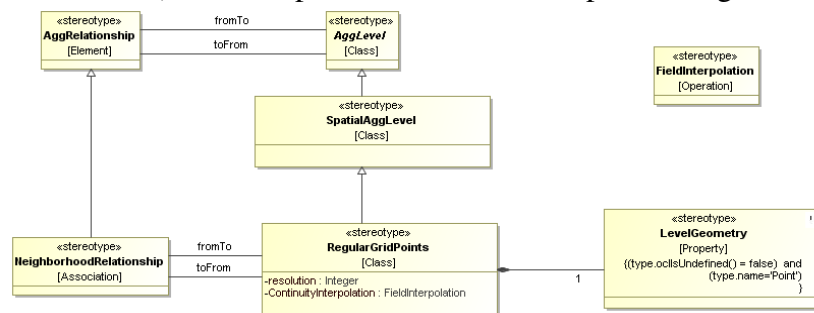 «stereotype»
AggRelationship
[Element]
fromTo
toFrom
«stereotype»
AggLevel
[Class]
«stereotype»
FieldInterpolation
[Operation]
«stereotype»
SpatialAggLevel
[Class]
«stereotype»
NeighborhoodRelationship
[Association]
fromTo
toFrom
«stereotype»
RegularGridPoints
[Class]
-resolution : Integer
-ContinuityInterpolation : FieldInterpolation
1
«stereotype»
LevelGeometry
[Property]
{(type.oclIsUndefined() = false) and
(type.name='Point')
}